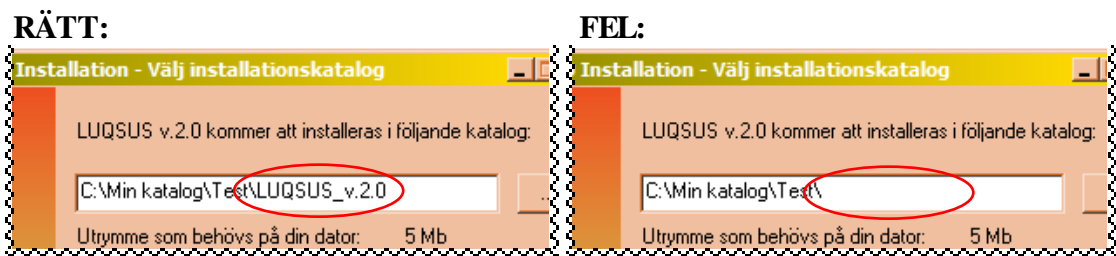 RÄTT:
Installation - Välj installationskatalog
LUQSUS v.2.0 kommer att installeras i följande katalog:
C:\Min katalog\Test\LUQSUS_v.2.0
...
Utrymme som behövs på din dator: 5 Mb
FEL:
Installation - Välj installationskatalog
LUQSUS v.2.0 kommer att installeras i följande katalog:
C:\Min katalog\Test\
Utrymme som behövs på din dator: 5 Mb